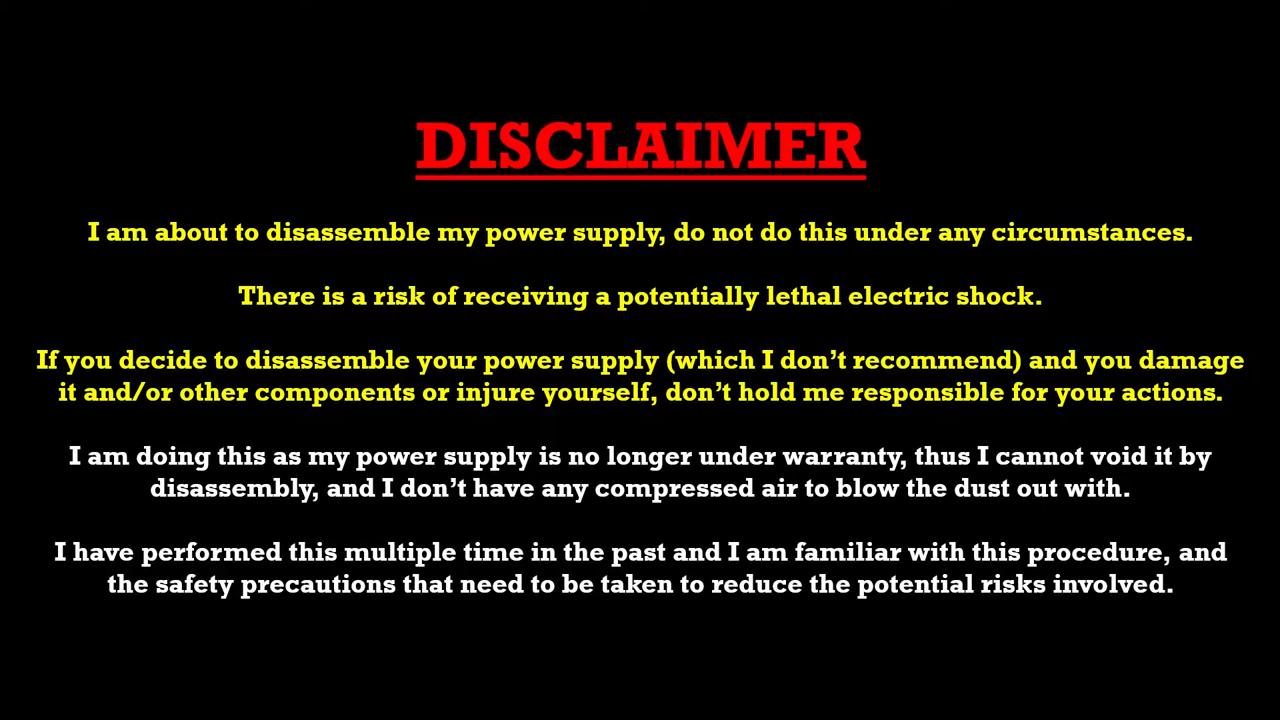 DISCLAIMER
I am about to disassemble my power supply, do not do this under any circumstances.
There is a risk of receiving a potentially lethal electric shock.
If you decide to disassemble your power supply (which I don’t recommend) and you damage
it and/or other components or injure yourself, don’t hold me responsible for your actions.
I am doing this as my power supply is no longer under warranty, thus I cannot void it by
disassembly, and I don’t have any compressed air to blow the dust out with.
I have performed this multiple time in the past and I am familiar with this procedure, and
the safety precautions that need to be taken to reduce the potential risks involved.